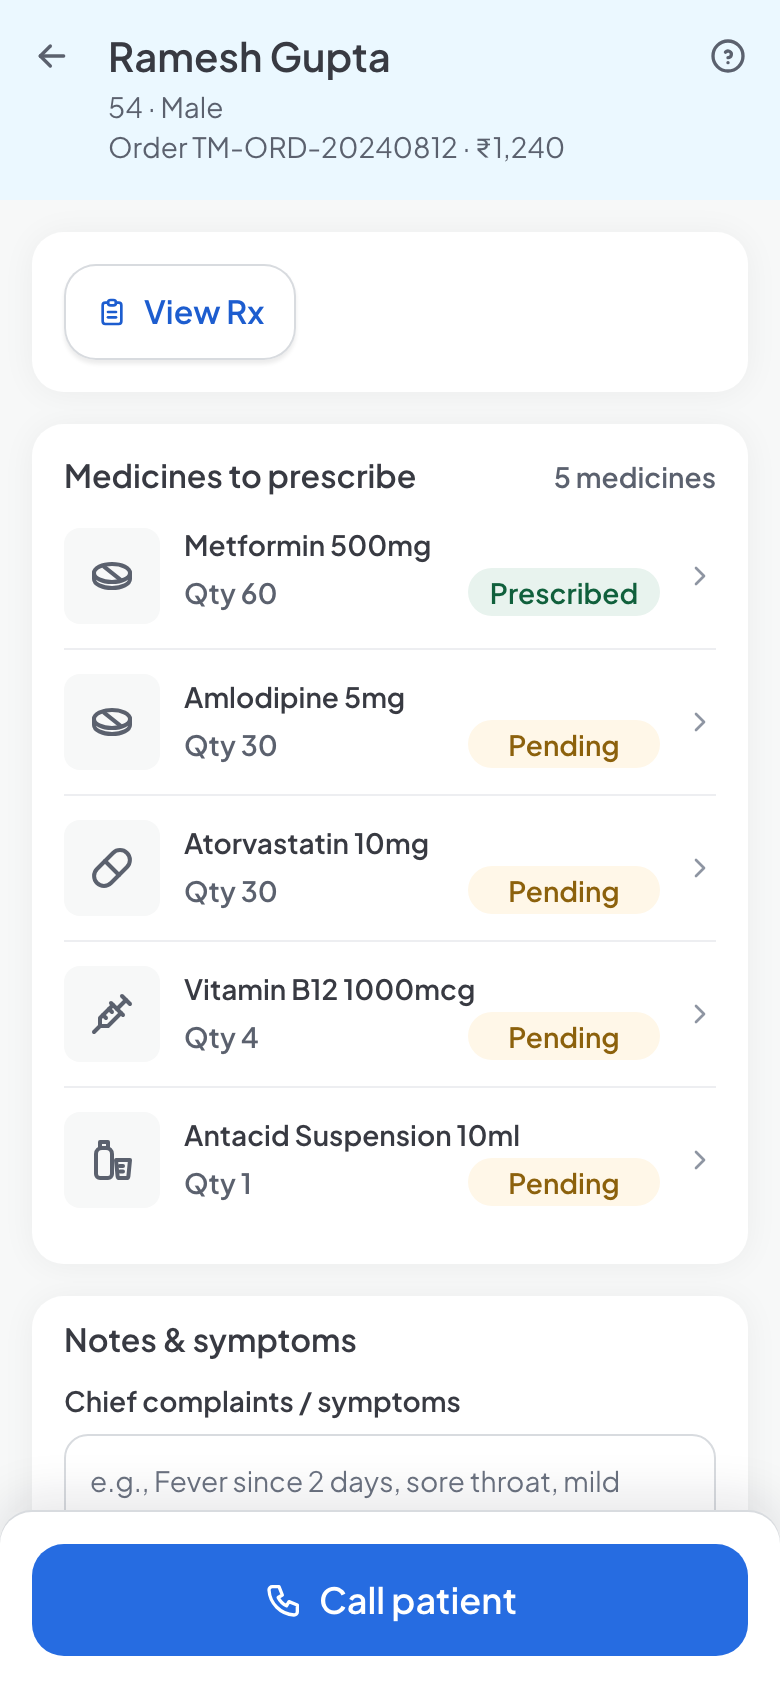 Ramesh Gupta
54 · Male
Order TM-ORD-20240812 · ₹1,240
View Rx
Medicines to prescribe
5 medicines
Metformin 500mg
Qty 60
Prescribed
Amlodipine 5mg
Qty 30
Pending
Atorvastatin 10mg
Qty 30
Pending
Vitamin B12 1000mcg
Qty 4
Pending
Antacid Suspension 10ml
Qty 1
Pending
Notes & symptoms
Chief complaints / symptoms
e.g., Fever since 2 days, sore throat, mild
Call patient